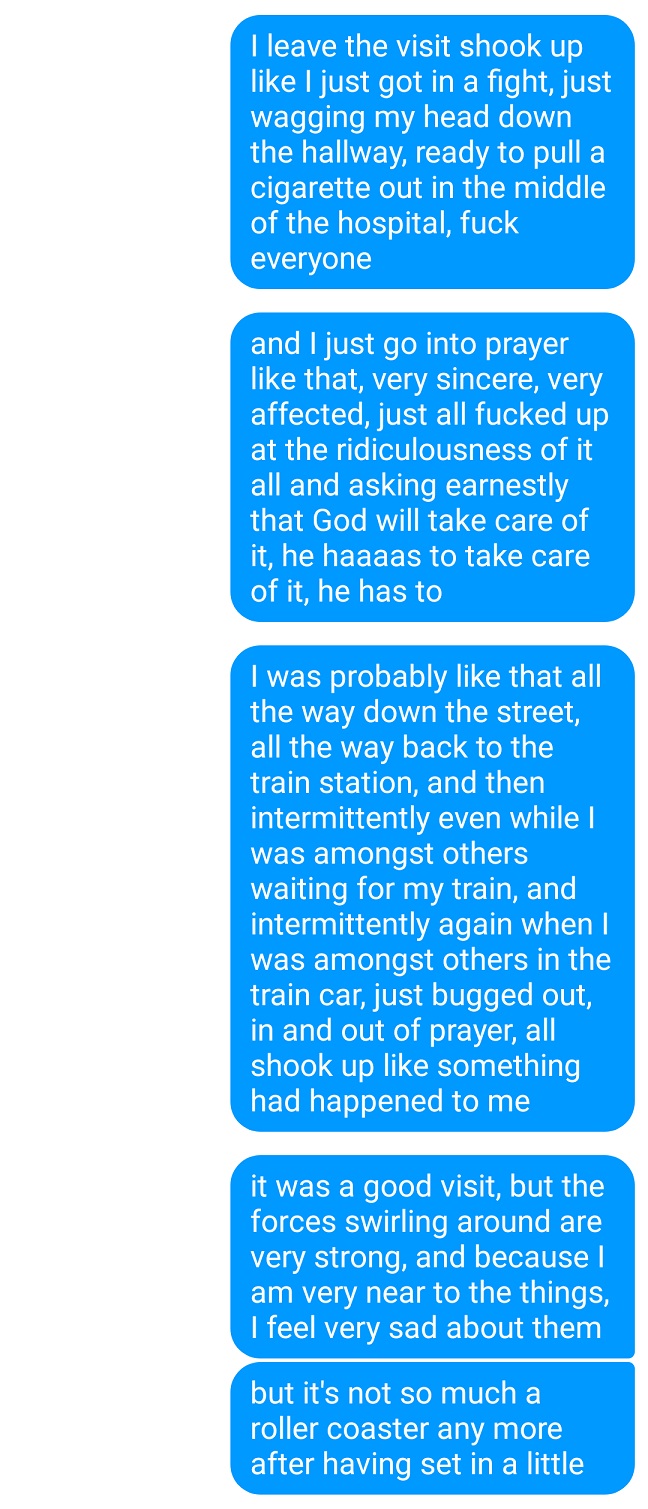 I leave the visit shook up
like I just got in a fight, just
wagging my head down
the hallway, ready to pull a
cigarette out in the middle
of the hospital, fuck
everyone
and I just go into prayer
like that, very sincere, very
affected, just all fucked up
at the ridiculousness of it
all and asking earnestly
that God will take care of
it, he haaaas to take care
of it, he has to
I was probably like that all
the way down the street,
all the way back to the
train station, and then
intermittently even while I
was amongst others
waiting for my train, and
intermittently again when I
was amongst others in the
train car, just bugged out,
in and out of prayer, all
shook up like something
had happened to me
it was a good visit, but the
forces swirling around are
very strong, and because I
am very near to the things,
I feel very sad about them
but it's not so much a
roller coaster any more
after having set in a little